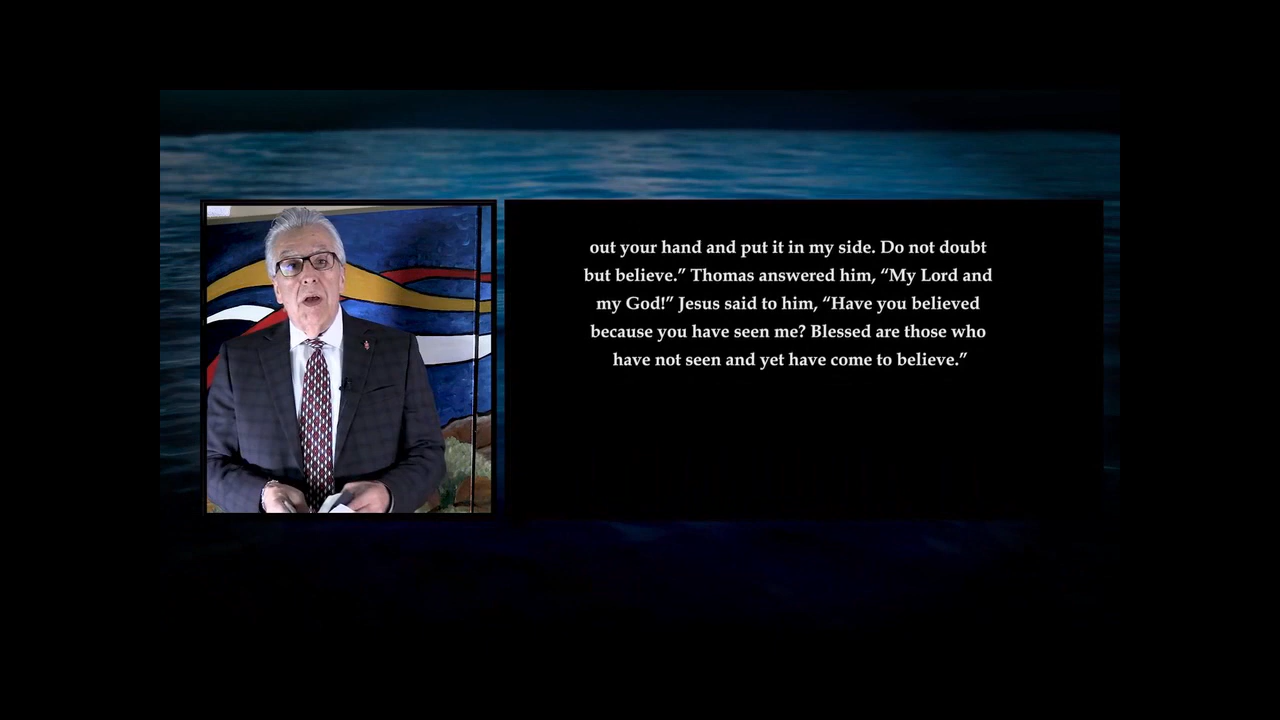 out your hand and put it in my side. Do not doubt
but believe.” Thomas answered him, “My Lord and
my God!” Jesus said to him, “Have you believed
because you have seen me? Blessed are those who
have not seen and yet have come to believe.”